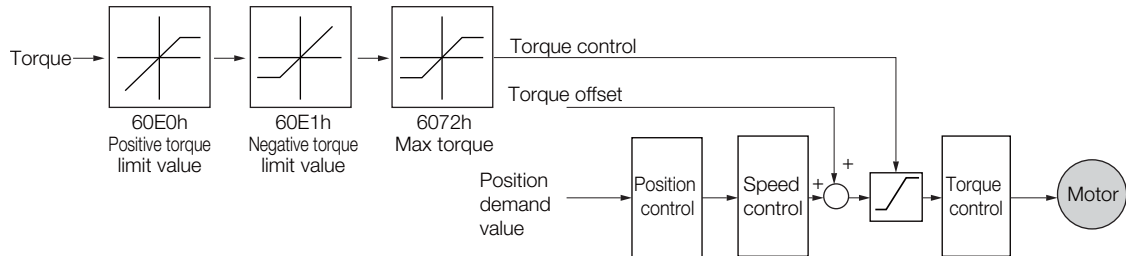 Torque
60E0h
Positive torque
limit value
60E1h
Negative torque
limit value
6072h
Max torque
Torque control
Torque offset
Position
demand
value
Position
control
Speed
control
+
+
Torque
control
Motor